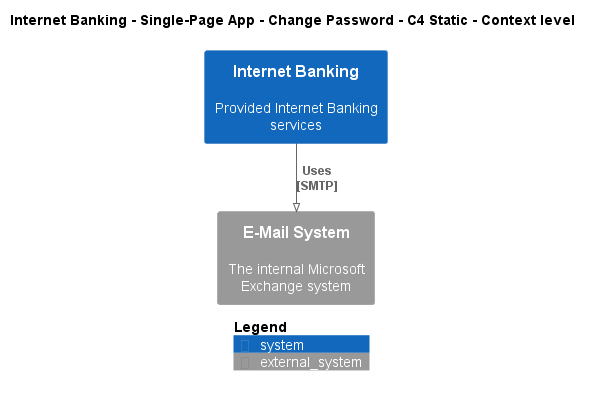 Internet Banking - Single-Page App - Change Password - C4 Static - Context level
Internet Banking
Provided Internet Banking
services
Uses
[SMTP]
E-Mail System
The internal Microsoft
Exchange system
Legend
system
external_system